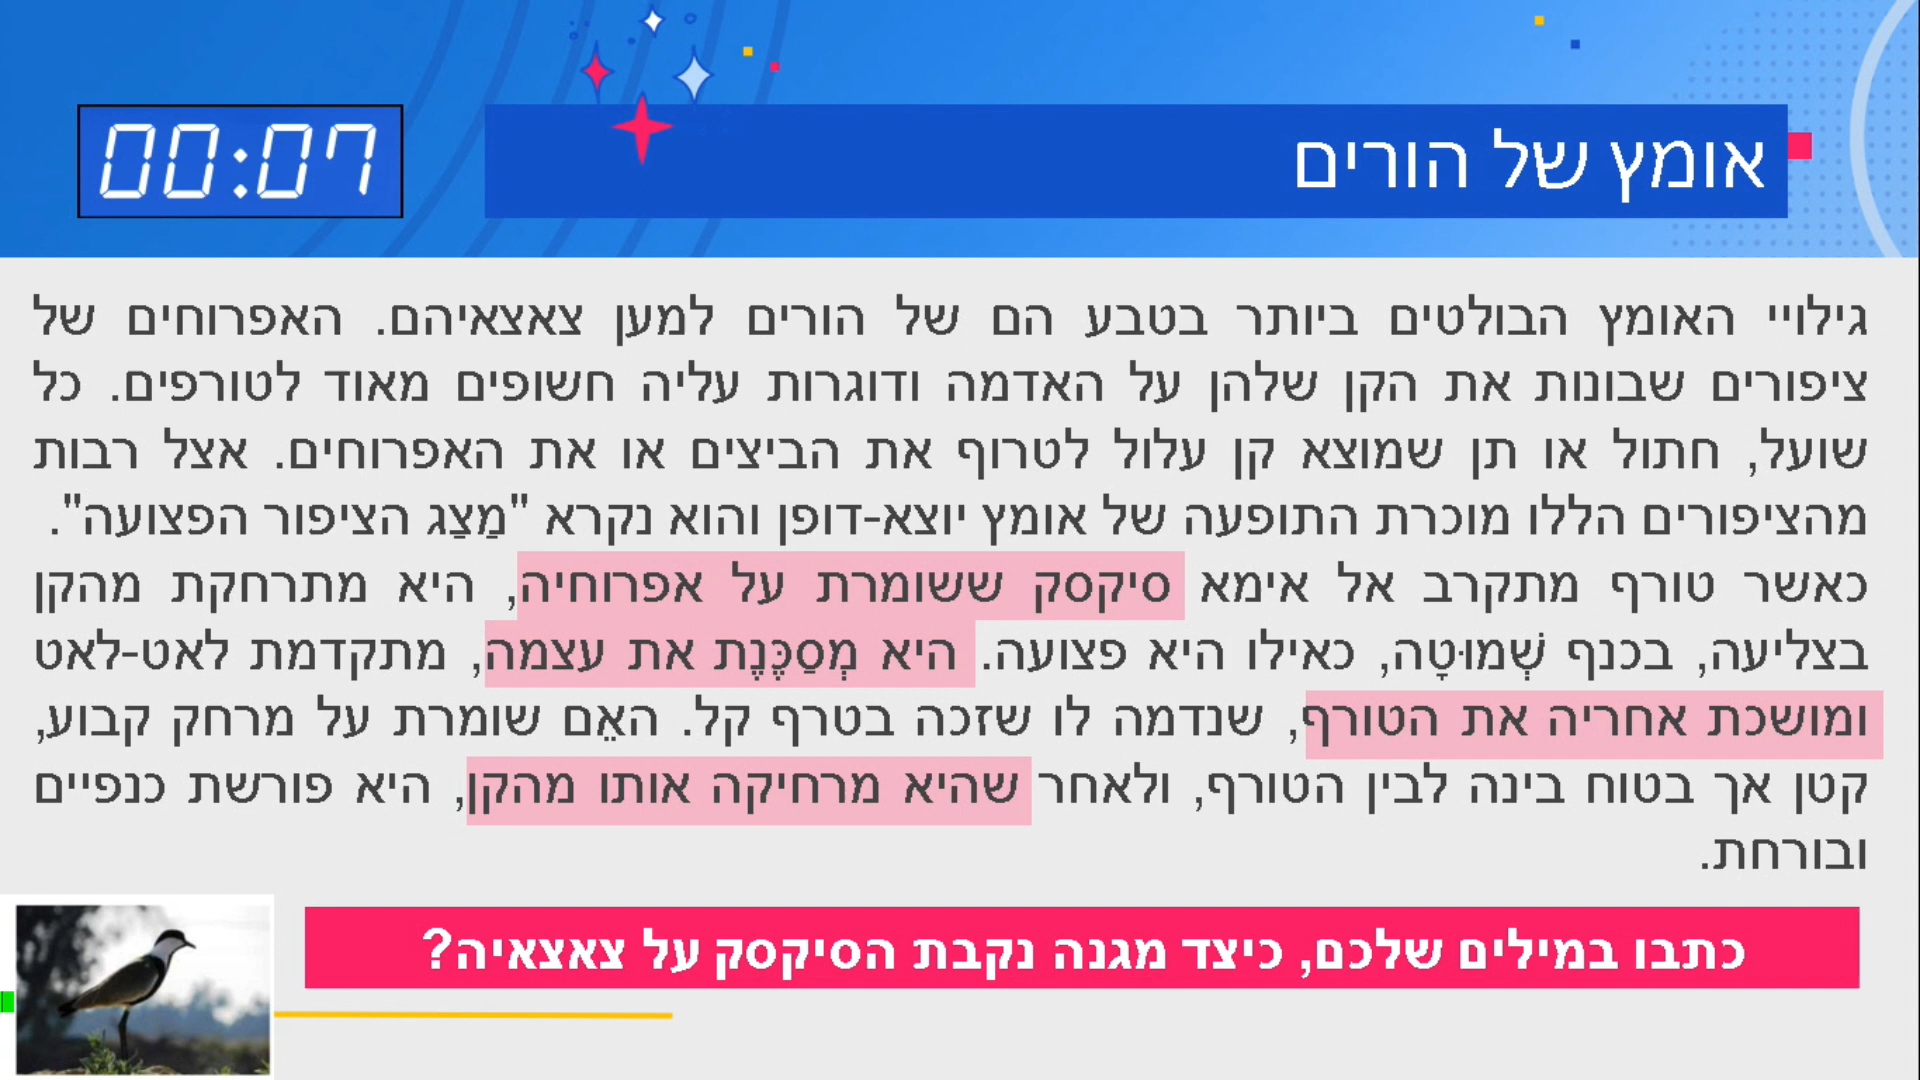 00:07
אומץ של הורים
גילויי האומץ הבולטים ביותר בטבע הם של הורים למען צאצאיהם. האפרוחים של
ציפורים שבונות את הקן שלהן על האדמה ודוגרות עליה חשופים מאוד לטורפים. כל
שועל, חתול או תן שמוצא קן עלול לטרוף את הביצים או את האפרוחים. אצל רבות
מהציפורים הללו מוכרת התופעה של אומץ יוצא-דופן והוא נקרא "מַצַג הציפור הפצועה".
כאשר טורף מתקרב אל אימא סיקסק ששומרת על אפרוחיה, היא מתרחקת מהקן
בצליעה, בכנף שְׁמוּטָה, כאילו היא פצועה. היא מְסַכֶּנֶת את עצמה, מתקדמת לאט-לאט
ומושכת אחריה את הטורף, שנדמה לו שזכה בטרף קל. האֵם שומרת על מרחק קבוע,
קטן אך בטוח בינה לבין הטורף, ולאחר שהיא מרחיקה אותו מהקן, היא פורשת כנפיים
ובורחת.
כתבו במילים שלכם, כיצד מגנה נקבת הסיקסק על צאצאיה?